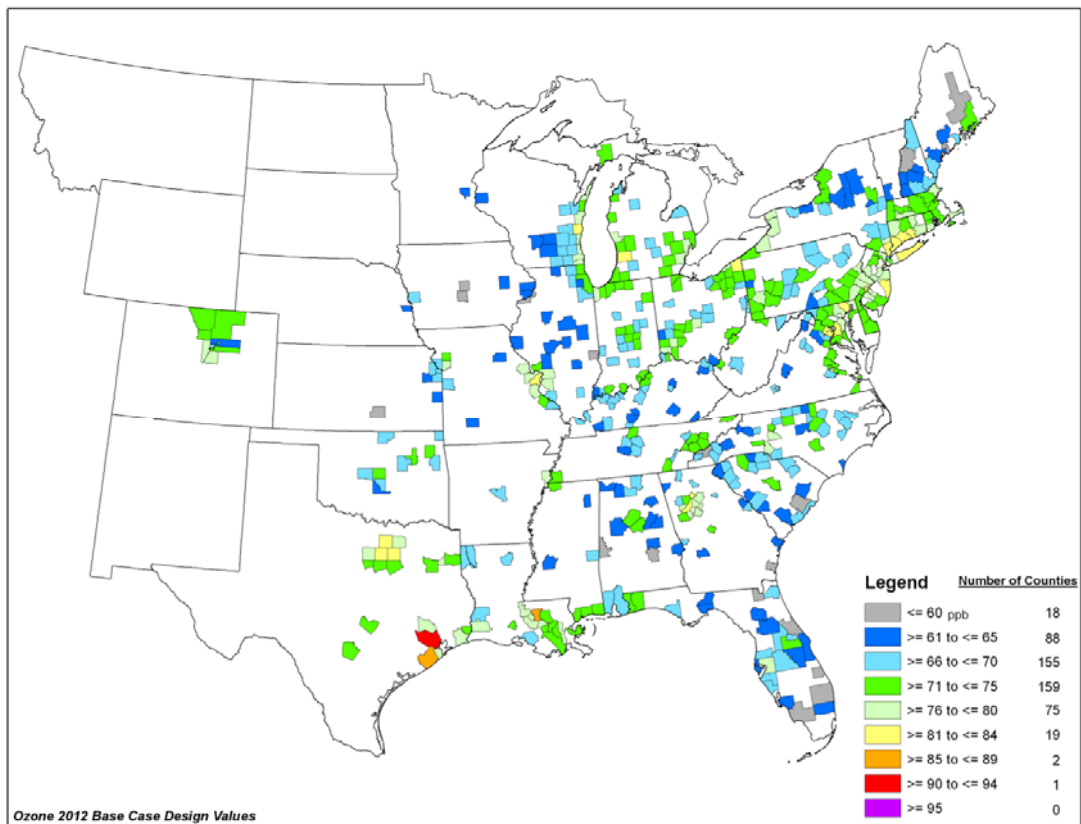 Legend Number of Counties
<= 60 ppb 18
>= 61 to <= 65 88
>= 66 to <= 70 155
>= 71 to <= 75 159
>= 76 to <= 80 75
>= 81 to <= 84 19
>= 85 to <= 89 2
>= 90 to <= 94 1
>= 95 0
Ozone 2012 Base Case Design Values